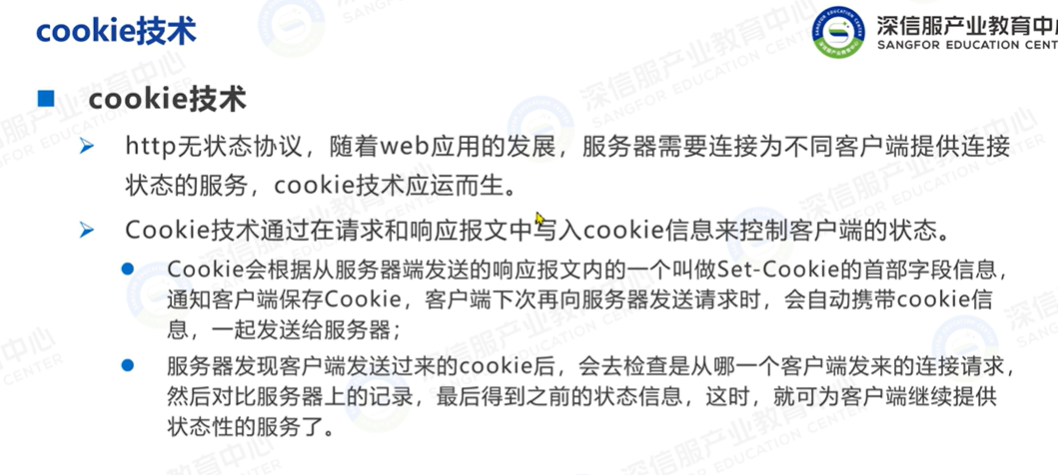 cookie技术
深信服产业教育中
SANGFOR EDUCATION CENT
cookie技术
http无状态协议，随着web应用的发展，服务器需要连接为不同客户端提供连接
状态的服务，cookie技术应运而生。
Cookie技术通过在请求和响应报文中写入cookie信息来控制客户端的状态。
Cookie会根据从服务器端发送的响应报文内的一个叫做Set-Cookie的首部字段信息，
通知客户端保存Cookie，客户端下次再向服务器发送请求时，会自动携带cookie信
息，一起发送给服务器；
服务器发现客户端发送过来的cookie后，会去检查是从哪一个客户端发来的连接请求，
然后对比服务器上的记录，最后得到之前的状态信息，这时，就可为客户端继续提供
状态性的服务了。